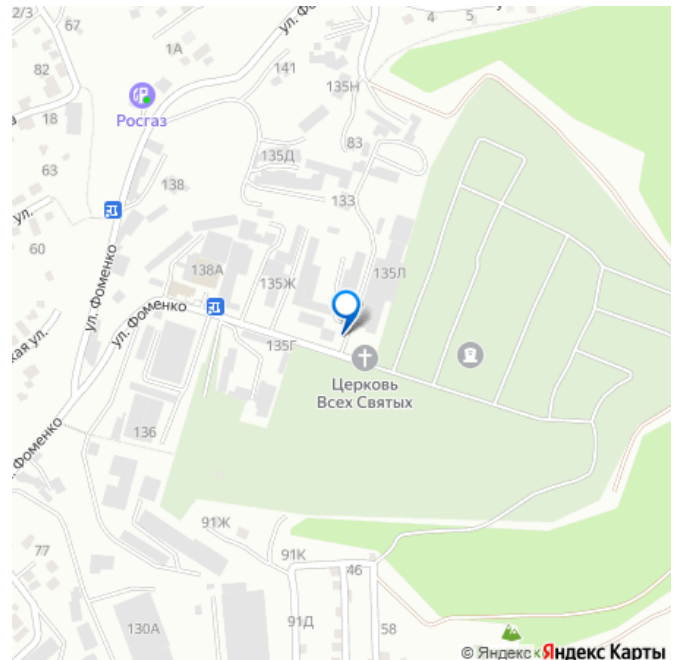 2/3
67
4
5
ул. Фо
1А
82
141
135Н
Росгаз
18
83
135Д
63
138
133
ул.
60
ул. Фоменко
138А
135Ж
135Л
ул. Фоменко
кая ул.
135Г
Церковь
Всех Святых
136
Фоменко
91Ж
77
91К
46
91Д
130А
58
© Яндекс
Яндекс Карты